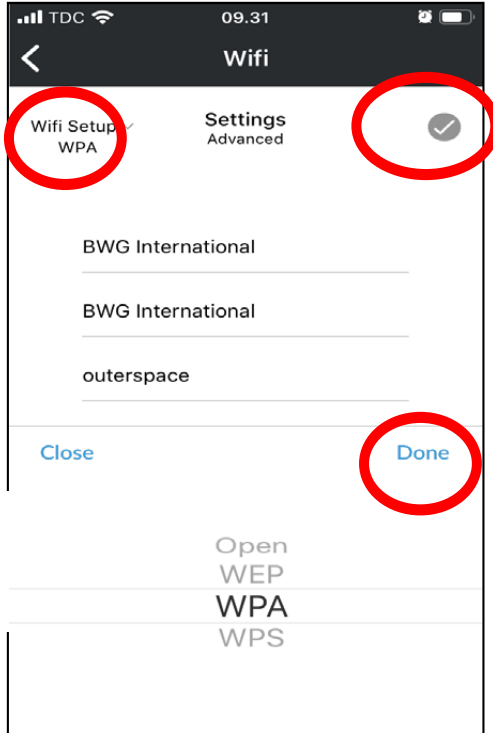 TDC 09.31
Wifi
Wifi Setup
WPA
Settings
Advanced
BWG International
BWG International
outerspace
Close Done
Open
WEP
WPA
WPS